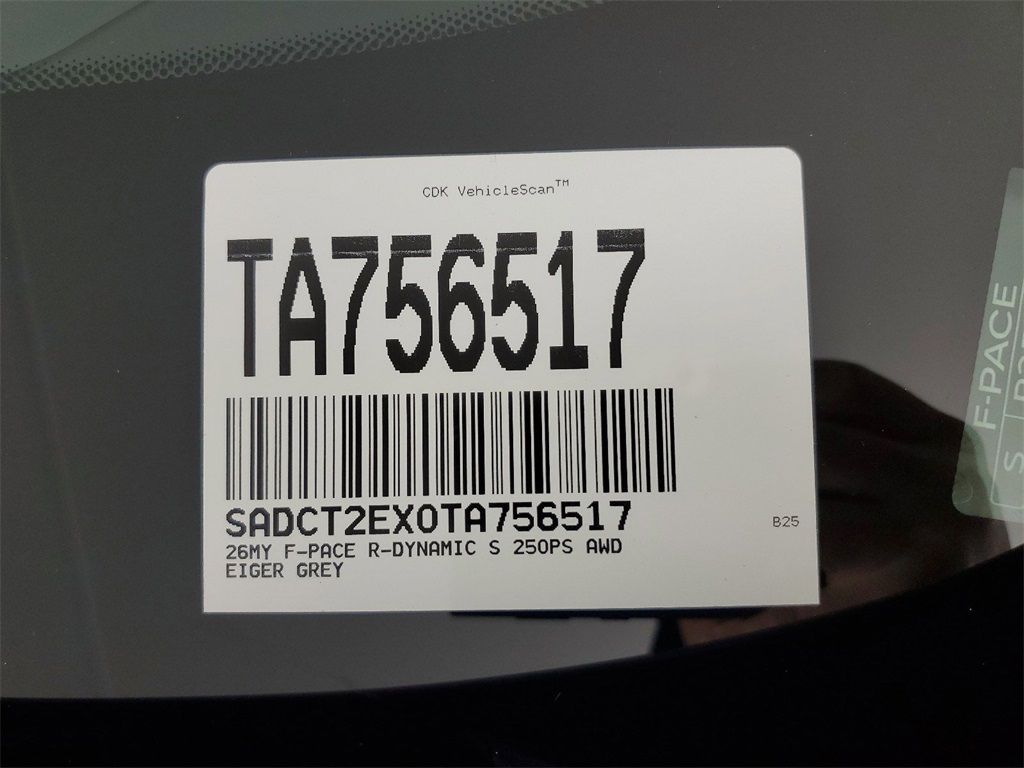 CDK VehicleScan™
TA756517
SADCT2EX0TA756517
26MY F-PACE R-DYNAMIC S 250PS AWD
EIGER GREY
B25
F-PACE
S